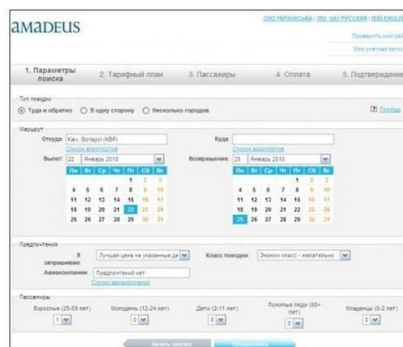 aMaDEUS
[UK] УКРАЇНСЬКА | [RU, UA] РУССКИЙ | [EN] ENGLISH
Проверить мой
Моя учетная запис
1. Параметры поиска
2. Тарифный план
3. Пассажиры
4. Оплата
5. Подтверждение
Тип поездки
Туда и обратно В одну сторону Несколько городов
Помощь
Маршрут
Откуда: Киев, Borispol (KBP) Куда:
Список аэропортов Список аэропортов
Вылет: 22 Январь 2010 Возвращение: 25 Январь 2010
Пн Вт Ср Чт Пт Сб Вс Пн Вт Ср Чт Пт Сб Вс
1 2 3 1 2 3
4 5 6 7 8 9 10 4 5 6 7 8 9 10
11 12 13 14 15 16 17 11 12 13 14 15 16 17
18 19 20 21 22 23 24 18 19 20 21 22 23 24
25 26 27 28 29 30 31 25 26 27 28 29 30 31
Предпочтения
Я запрашиваю: Лучшая цена на указанные да Класс поездки: Эконом класс - желательно
Авиакомпания: Предпочтений нет
Список авиакомпаний
Пассажиры
Взрослые (25-59 лет) Молодежь (12-24 лет) Дети (2-11 лет) Пожилые люди (60+ лет) Младенцы (0-2 лет)
1 0 0 0 0
Начать заново Продолжить